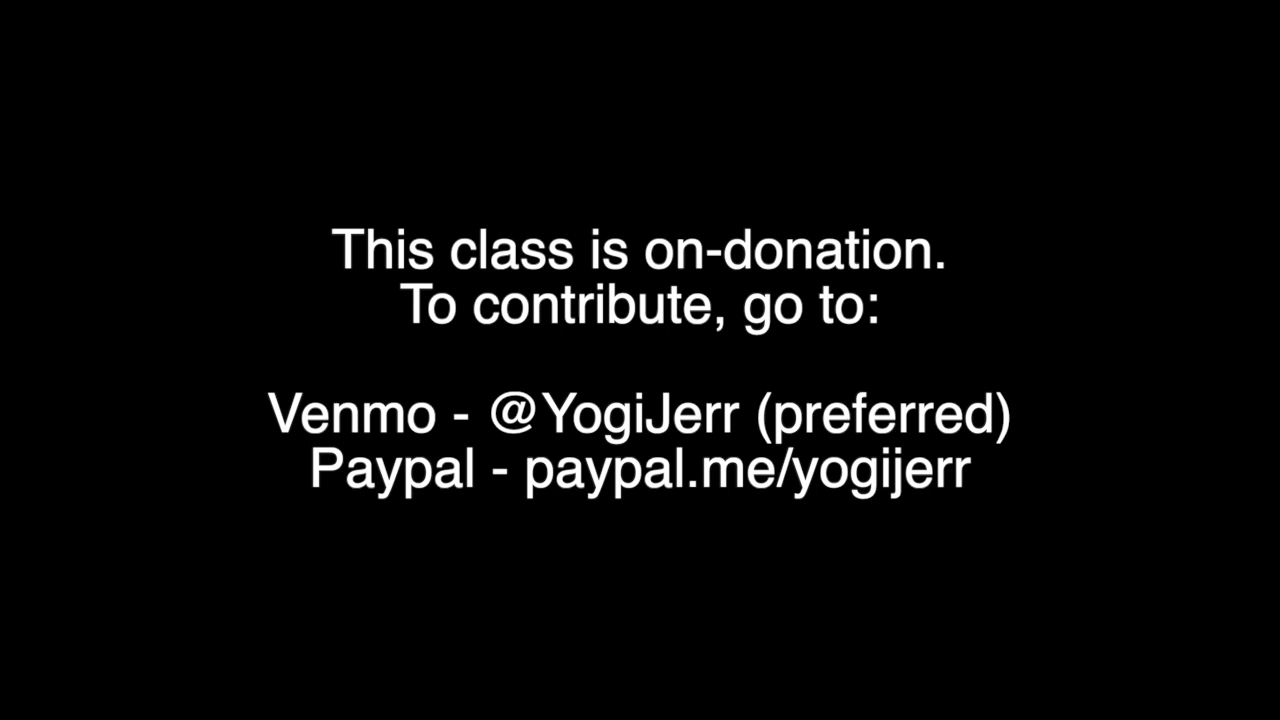 This class is on-donation.
To contribute, go to:
Venmo - @YogiJerr (preferred)
Paypal - paypal.me/yogijerr